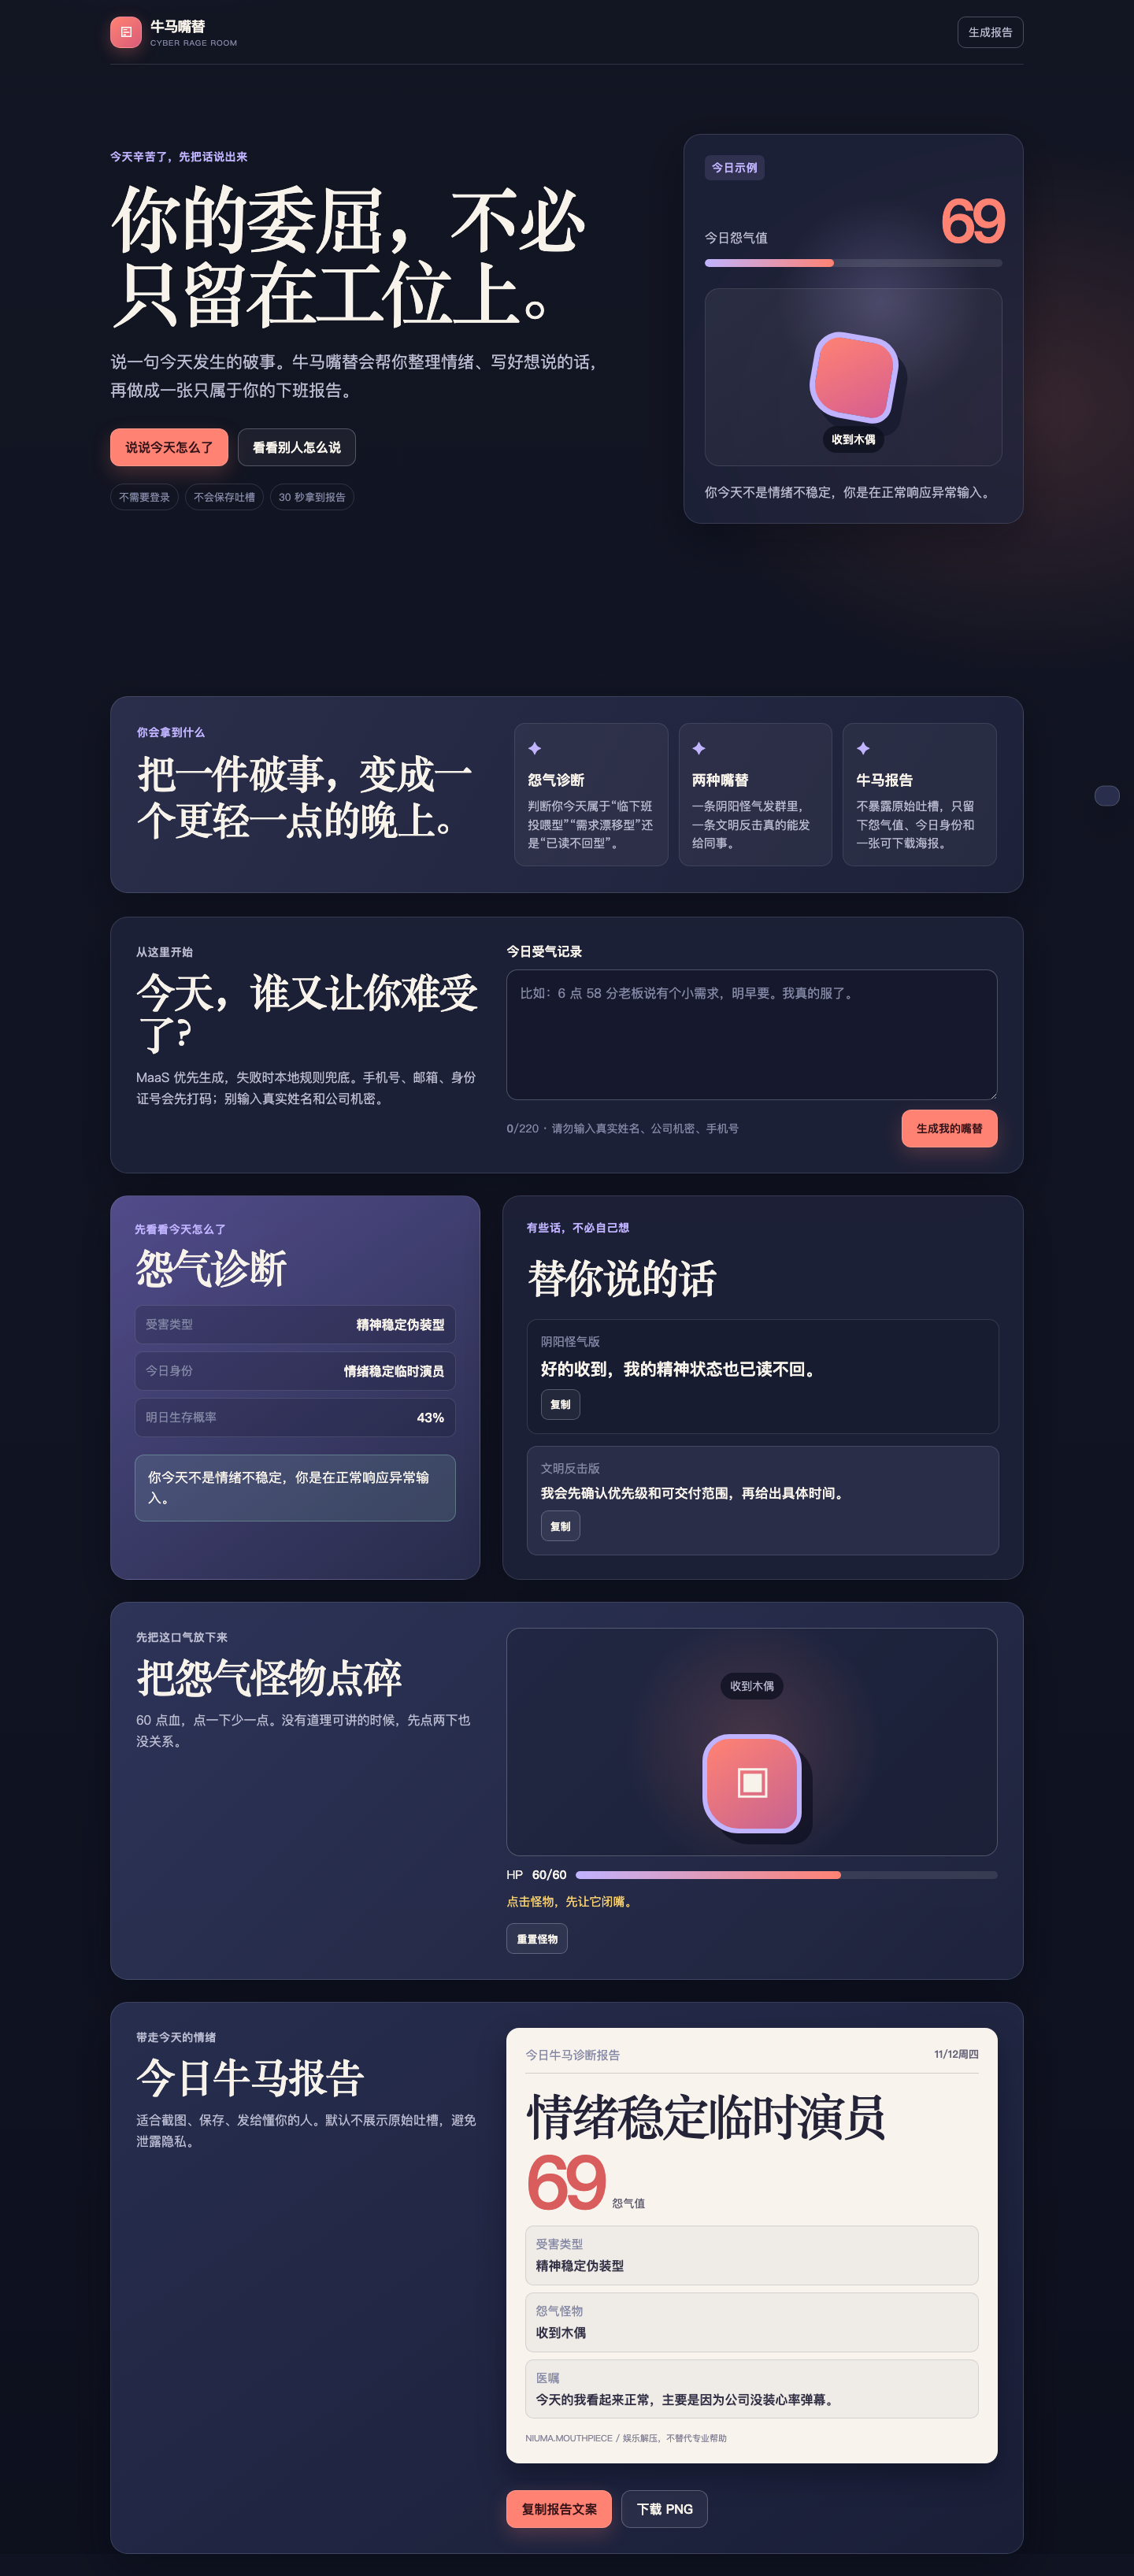 牛马嘴替
CYBER RAGE ROOM
生成报告
今天辛苦了，先把话说出来
你的委屈，不必
只留在工位上。
说一句今天发生的破事。牛马嘴替会帮你整理情绪、写好想说的话，
再做成一张只属于你的下班报告。
说说今天怎么了
看看别人怎么说
不需要登录
不会保存吐槽
30 秒拿到报告
今日示例
今日怨气值
69
收到木偶
你今天不是情绪不稳定，你是在正常响应异常输入。
你会拿到什么
把一件破事，变成一
个更轻一点的晚上。
怨气诊断
判断你今天属于“临下班
投喂型”“需求漂移型”还
是“已读不回型”。
两种嘴替
一条阴阳怪气发群里，
一条文明反击真的能发
给同事。
牛马报告
不暴露原始吐槽，只留
下怨气值、今日身份和
一张可下载海报。
从这里开始
今天，谁又让你难受
了？
MaaS 优先生成，失败时本地规则兜底。手机号、邮箱、身份
证号会先打码；别输入真实姓名和公司机密。
今日受气记录
比如：6 点 58 分老板说有个小需求，明早要。我真的服了。
0/220 · 请勿输入真实姓名、公司机密、手机号
生成我的嘴替
先看看今天怎么了
怨气诊断
受害类型
精神稳定伪装型
今日身份
情绪稳定临时演员
明日生存概率
43%
你今天不是情绪不稳定，你是在正常响应异常输
入。
有些话，不必自己想
替你说的话
阴阳怪气版
好的收到，我的精神状态也已读不回。
复制
文明反击版
我会先确认优先级和可交付范围，再给出具体时间。
复制
先把这口气放下来
把怨气怪物点碎
60 点血，点一下少一点。没有道理可讲的时候，先点两下也
没关系。
收到木偶
HP 60/60
点击怪物，先让它闭嘴。
重置怪物
带走今天的情绪
今日牛马报告
适合截图、保存、发给懂你的人。默认不展示原始吐槽，避免
泄露隐私。
今日牛马诊断报告
11/12周四
情绪稳定临时演员
69 怨气值
受害类型
精神稳定伪装型
怨气怪物
收到木偶
医嘱
今天的我看起来正常，主要是因为公司没装心率弹幕。
NIUMA.MOUTHPIECE / 娱乐解压，不替代专业帮助
复制报告文案
下载 PNG